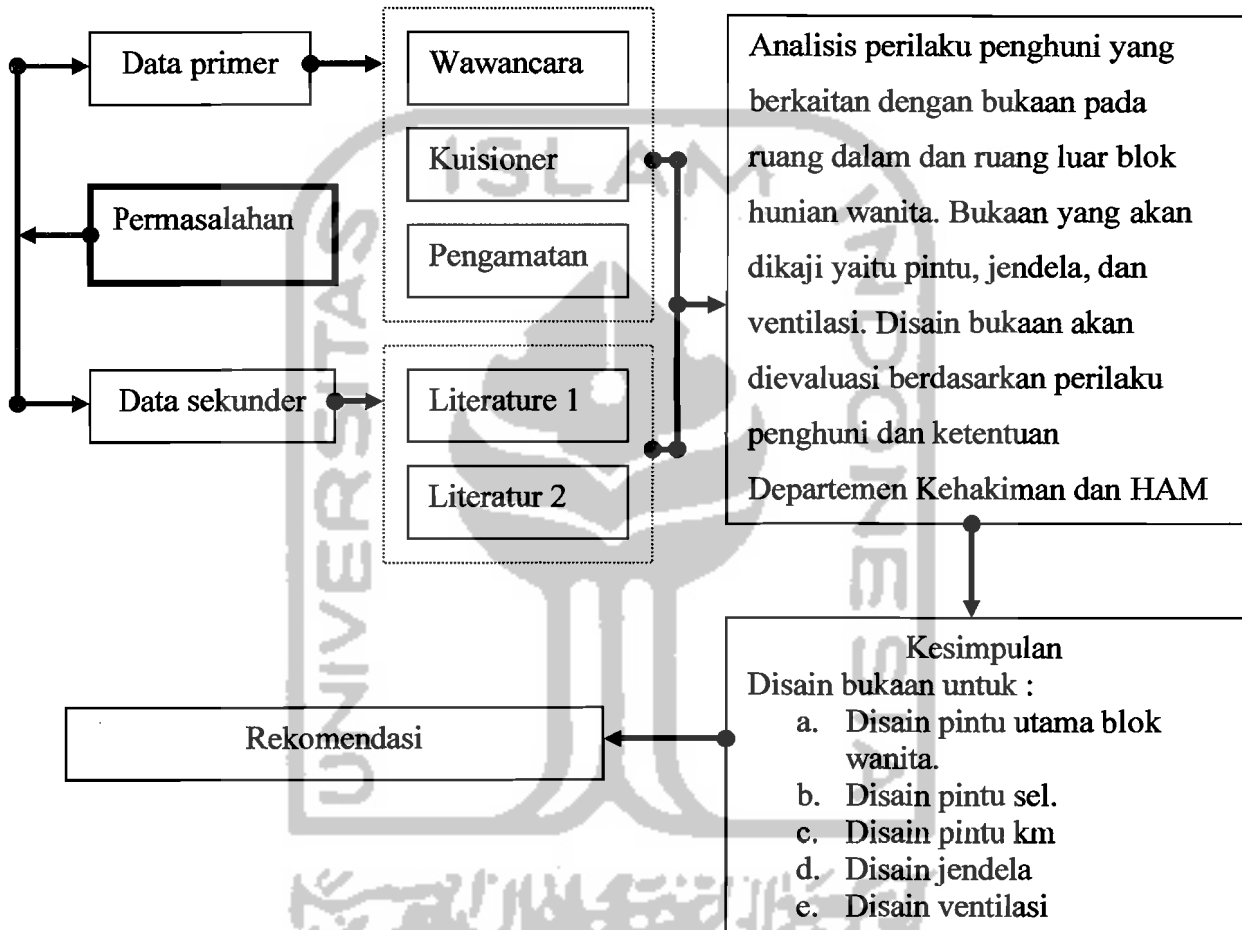 Data primer
Permasalahan
Data sekunder
Wawancara
Kuisioner
Pengamatan
Literature 1
Literatur 2
Analisis perilaku penghuni yang
berkaitan dengan bukaan pada
ruang dalam dan ruang luar blok
hunian wanita. Bukaan yang akan
dikaji yaitu pintu, jendela, dan
ventilasi. Disain bukaan akan
dievaluasi berdasarkan perilaku
penghuni dan ketentuan
Departemen Kehakiman dan HAM
Kesimpulan
Disain bukaan untuk :
a. Disain pintu utama blok
wanita.
b. Disain pintu sel.
c. Disain pintu km
d. Disain jendela
e. Disain ventilasi
Rekomendasi
UNIVERSITAS
ISLAM
INDONESIA